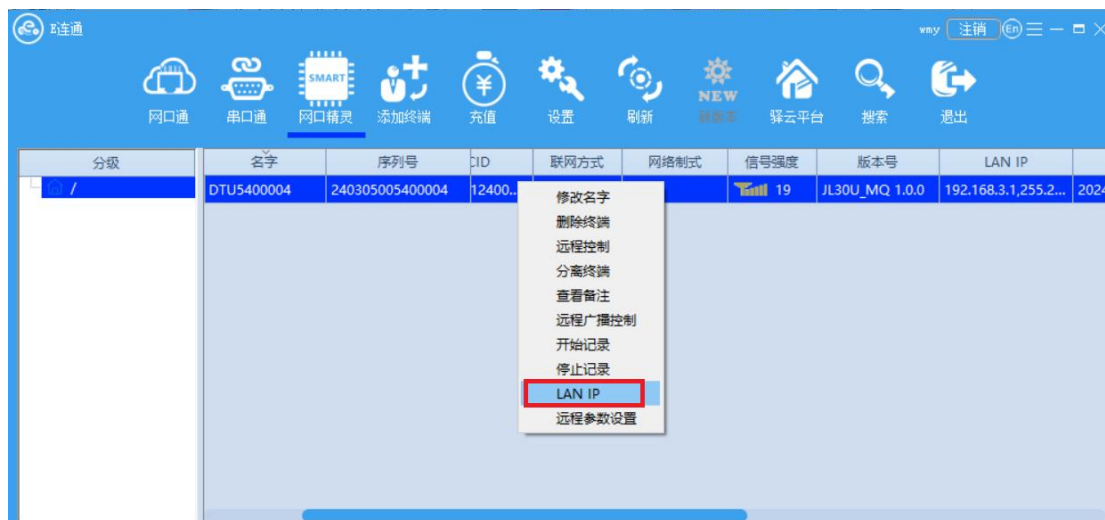 E连通
wmy 注销 En
SMART
NEW
网口通 串口通 网口精灵 添加终端 充值 设置 刷新 新版本 驿云平台 搜索 退出
分级 名字 序列号 CID 联网方式 网络制式 信号强度 版本号 LAN IP
/ DTU5400004 240305005400004 12400... 19 JL30U_MQ 1.0.0 192.168.3.1,255.2... 2024
修改名字
删除终端
远程控制
分离终端
查看备注
远程广播控制
开始记录
停止记录
LAN IP
远程参数设置